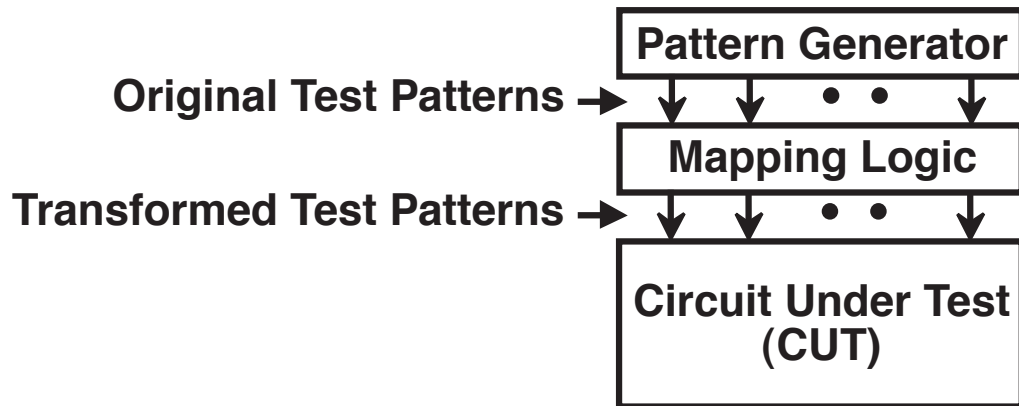 Pattern Generator
Original Test Patterns
Mapping Logic
Transformed Test Patterns
Circuit Under Test
(CUT)